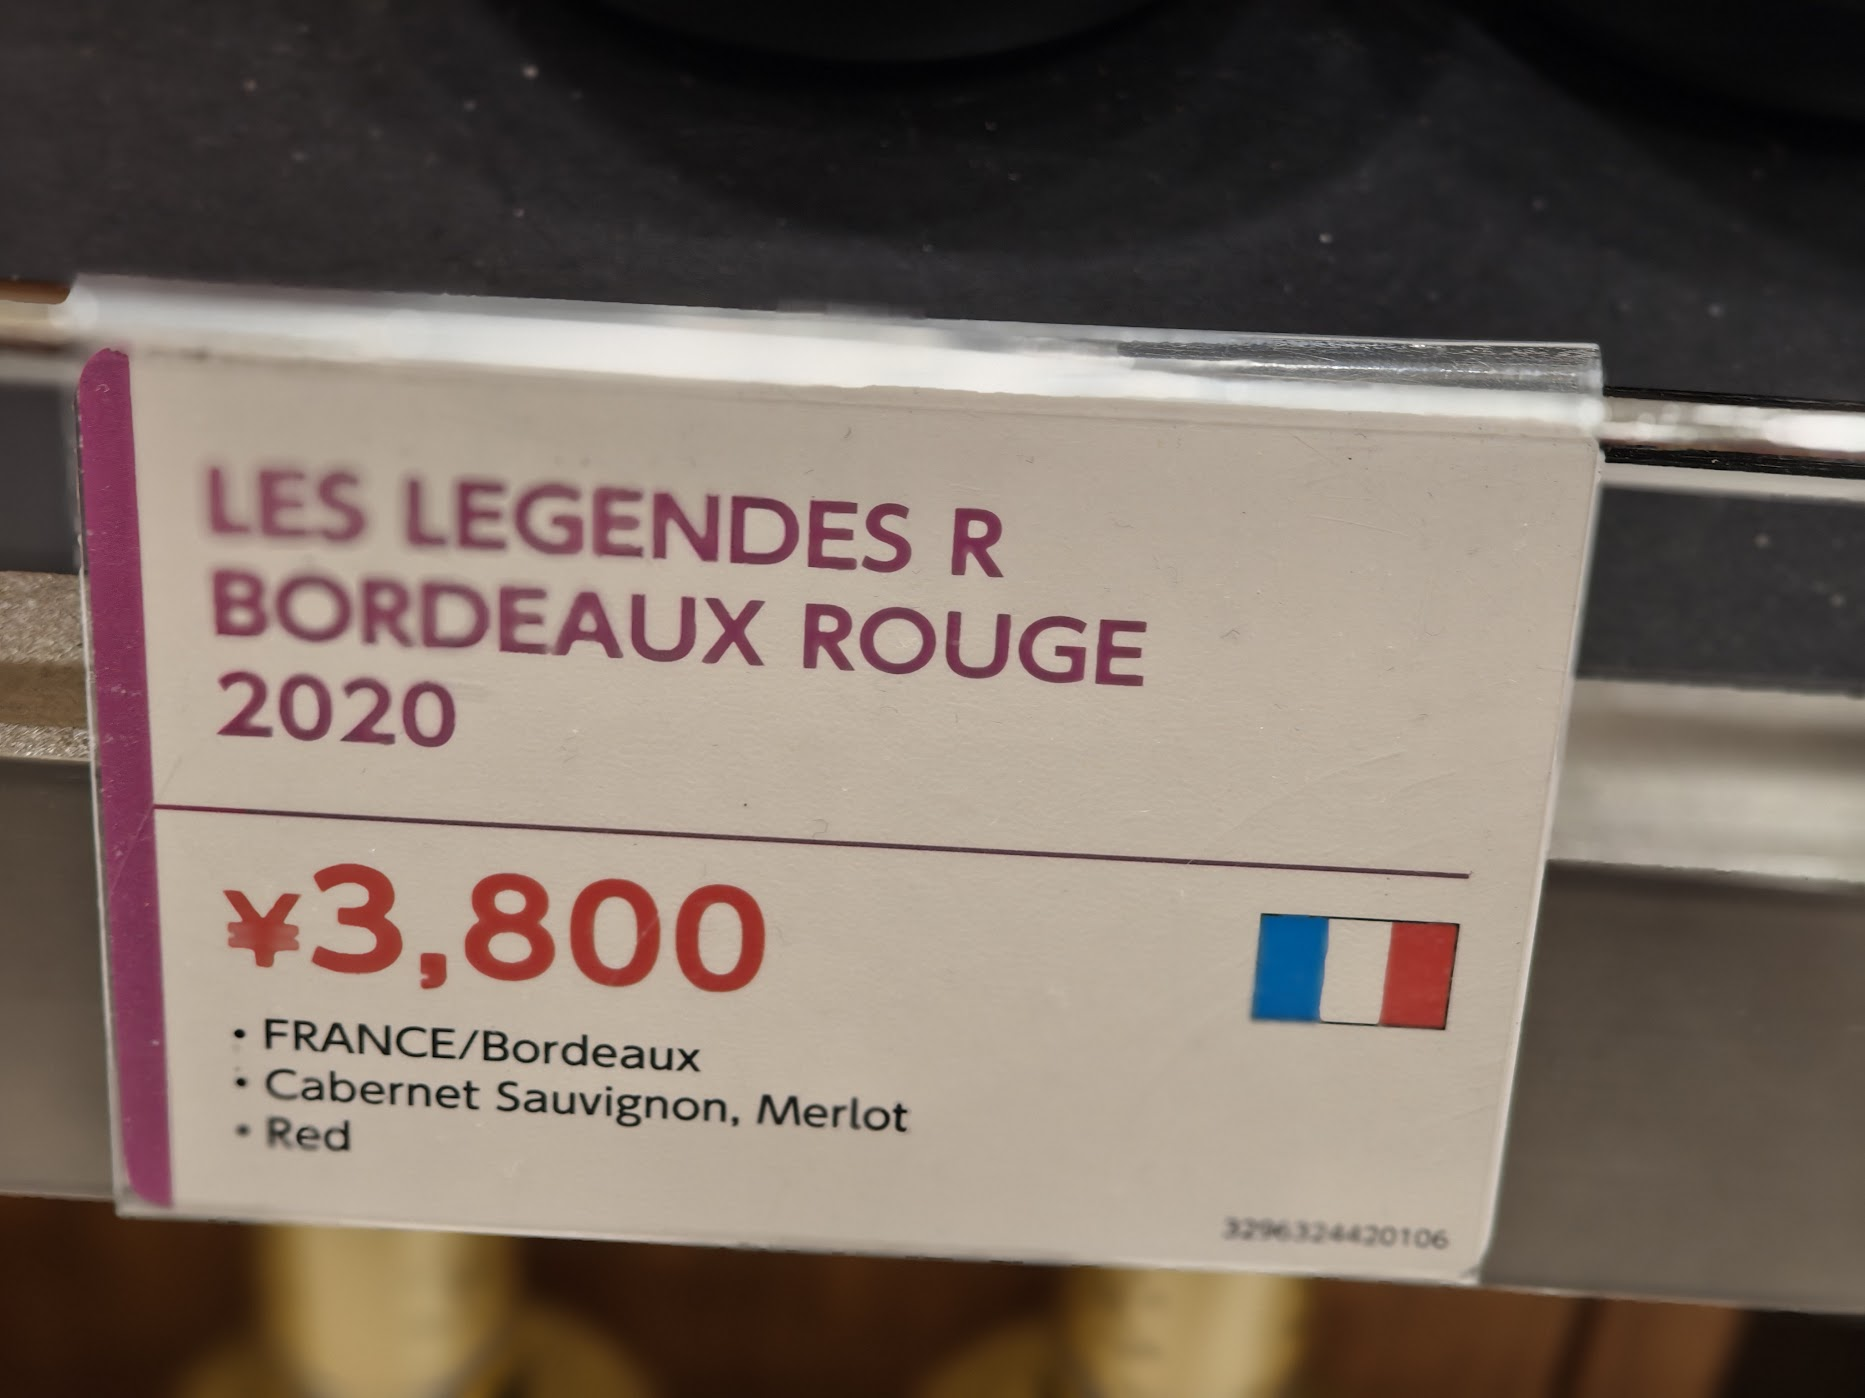 LES LEGENDES R
BORDEAUX ROUGE
2020
¥3,800
・FRANCE/Bordeaux
・Cabernet Sauvignon, Merlot
・Red
3296324420106